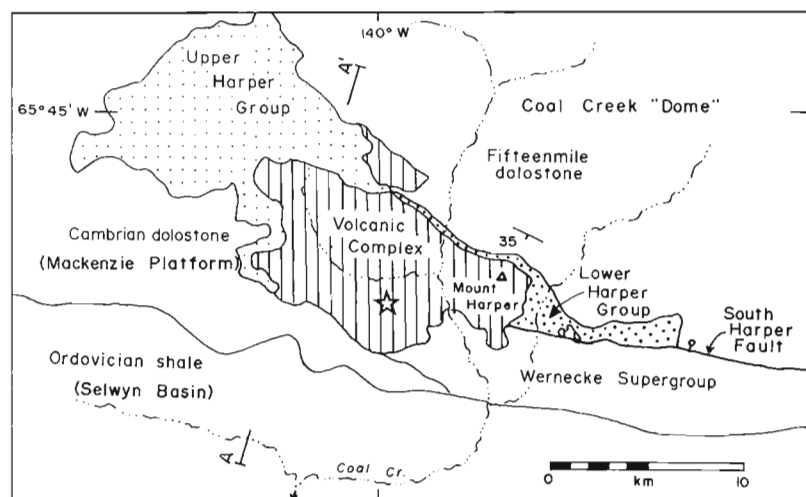 140° W
Upper
Harper
Group
A'
65° 45' W
Coal Creek "Dome"
Fifteenmile
dolostone
Volcanic
Complex
35
Cambrian dolostone
(Mackenzie Platform)
Mount
Harper
Lower
Harper
Group
South
Harper
Fault
Ordovician shale
(Selwyn Basin)
Wernecke Supergroup
A
Coal Cr.
0
10
km